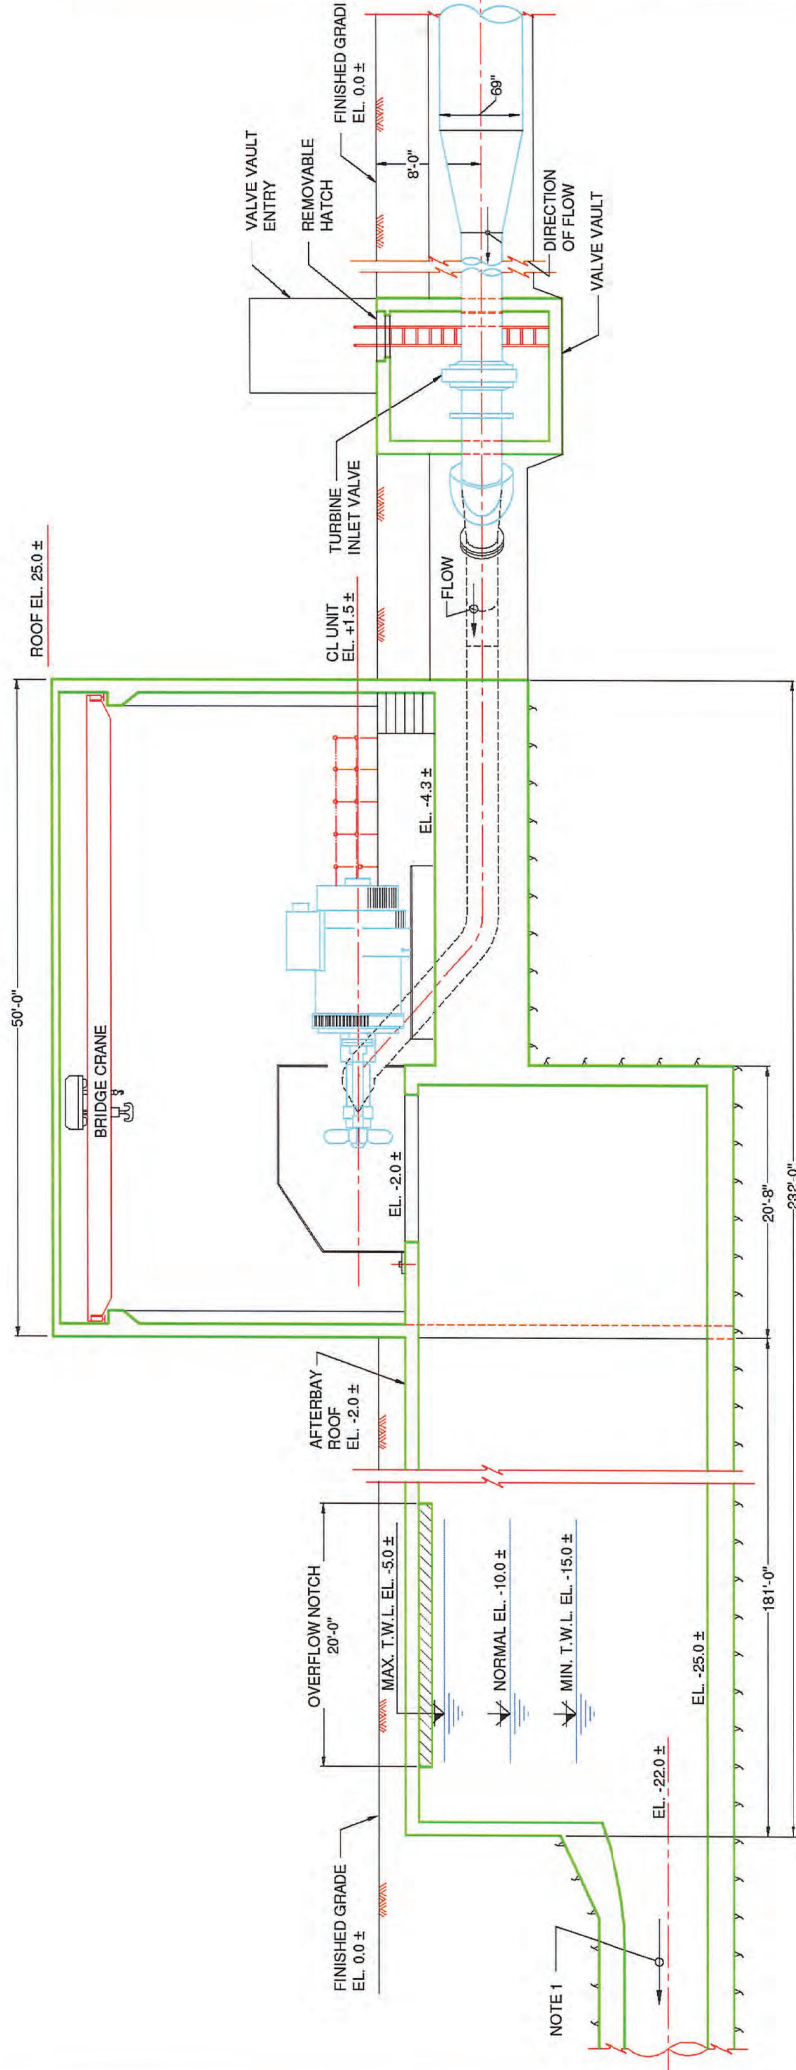 50'-0"
ROOF EL. 25.0 ±
BRIDGE CRANE
VALVE VAULT
ENTRY
REMOVABLE
HATCH
FINISHED GRADE
EL. 0.0 ±
8'-0"
69"
TURBINE
INLET VALVE
DIRECTION
OF FLOW
VALVE VAULT
CL UNIT
EL. +1.5 ±
FLOW
EL. -4.3 ±
EL. -2.0 ±
AFTERBAY
ROOF
EL. -2.0 ±
OVERFLOW NOTCH
20'-0"
MAX. T.W.L. EL. -5.0 ±
NORMAL EL. -10.0 ±
MIN. T.W.L. EL. -15.0 ±
FINISHED GRADE
EL. 0.0 ±
EL. -25.0 ±
EL. -22.0 ±
NOTE 1
181'-0"
20'-8"
232'-0"